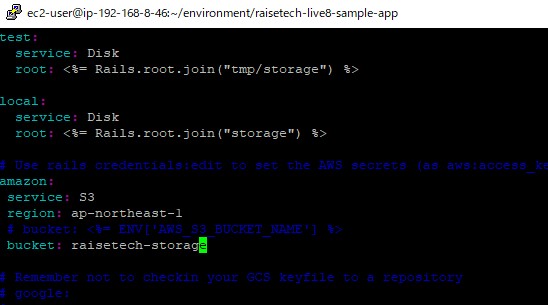 ec2-user@ip-192-168-8-46:~/environment/raisetech-live8-sample-app
test:
  service: Disk
  root: <%= Rails.root.join("tmp/storage") %>

local:
  service: Disk
  root: <%= Rails.root.join("storage") %>

# Use rails credentials:edit to set the AWS secrets (as aws:access_ke
amazon:
 service: S3
 region: ap-northeast-1
 # bucket: <%= ENV['AWS_S3_BUCKET_NAME'] %>
 bucket: raisetech-storage

# Remember not to checkin your GCS keyfile to a repository
# google: